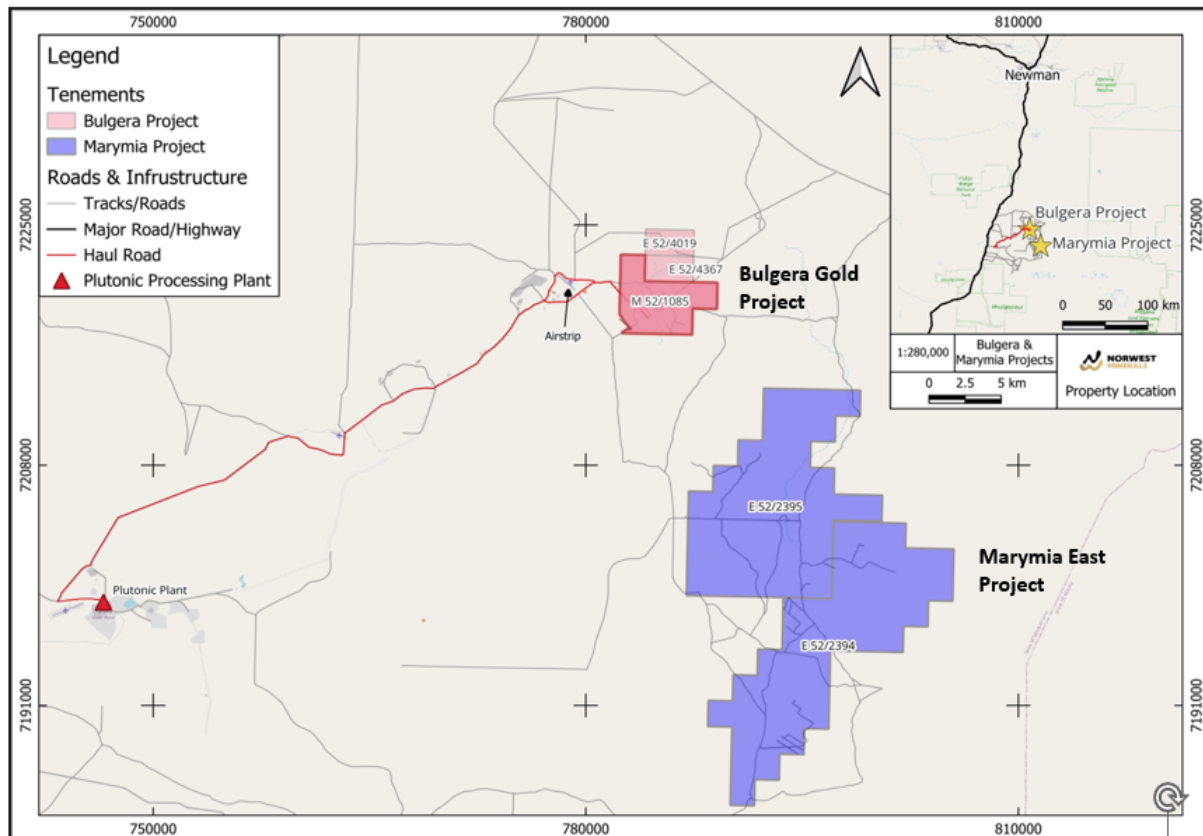 750000
780000
810000
Legend
Tenements
Bulgera Project
Marymia Project
Roads & Infrustructure
Tracks/Roads
Major Road/Highway
Haul Road
Plutonic Processing Plant
Newman
Bulgera Project
Marymia Project
0 50 100 km
1:280,000
Bulgera &
Marymia Projects
NORWEST
MINERALS
0 2.5 5 km
Property Location
7225000
7225000
E 52/4019
E 52/4367
M 52/1085
Bulgera Gold
Project
Airstrip
7208000
7208000
E 52/2395
Marymia East
Project
Plutonic Plant
E 52/2394
7191000
7191000
750000
780000
810000